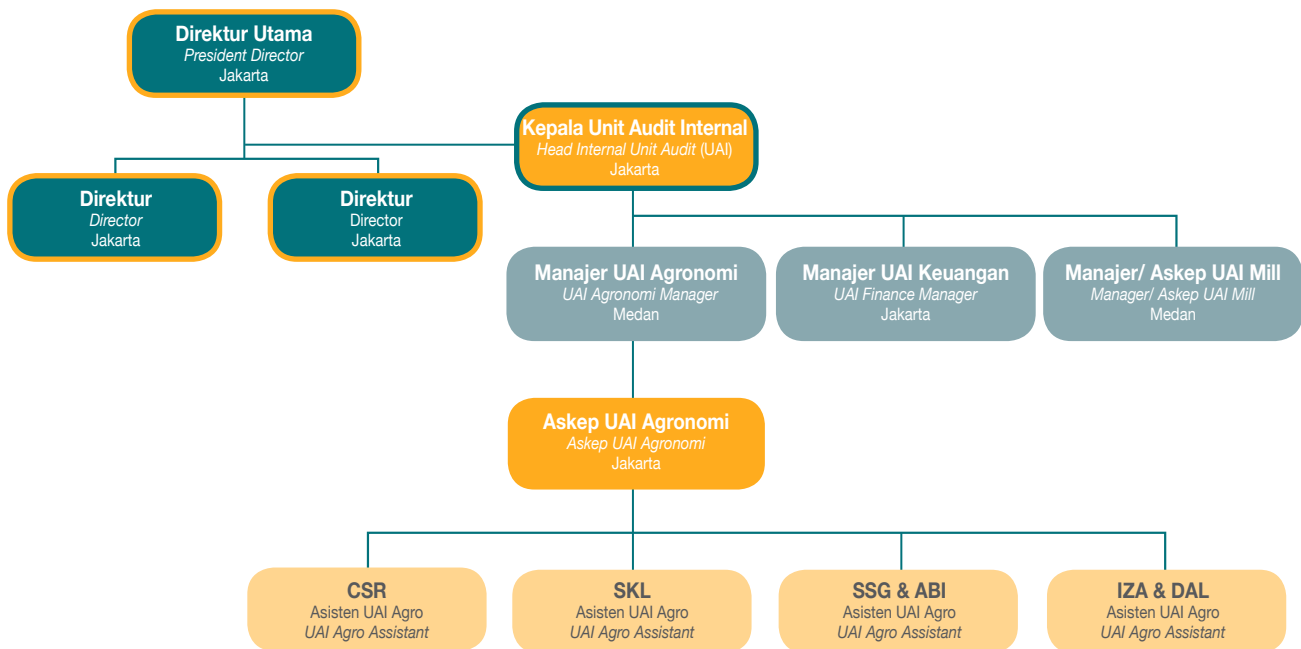 Direktur Utama
President Director
Jakarta
Kepala Unit Audit Internal
Head Internal Unit Audit (UAI)
Jakarta
Direktur
Director
Jakarta
Direktur
Director
Jakarta
Manajer UAI Agronomi
UAI Agronomi Manager
Medan
Manajer UAI Keuangan
UAI Finance Manager
Jakarta
Manajer/ Askep UAI Mill
Manager/ Askep UAI Mill
Medan
Askep UAI Agronomi
Askep UAI Agronomi
Jakarta
CSR
Asisten UAI Agro
UAI Agro Assistant
SKL
Asisten UAI Agro
UAI Agro Assistant
SSG & ABI
Asisten UAI Agro
UAI Agro Assistant
IZA & DAL
Asisten UAI Agro
UAI Agro Assistant